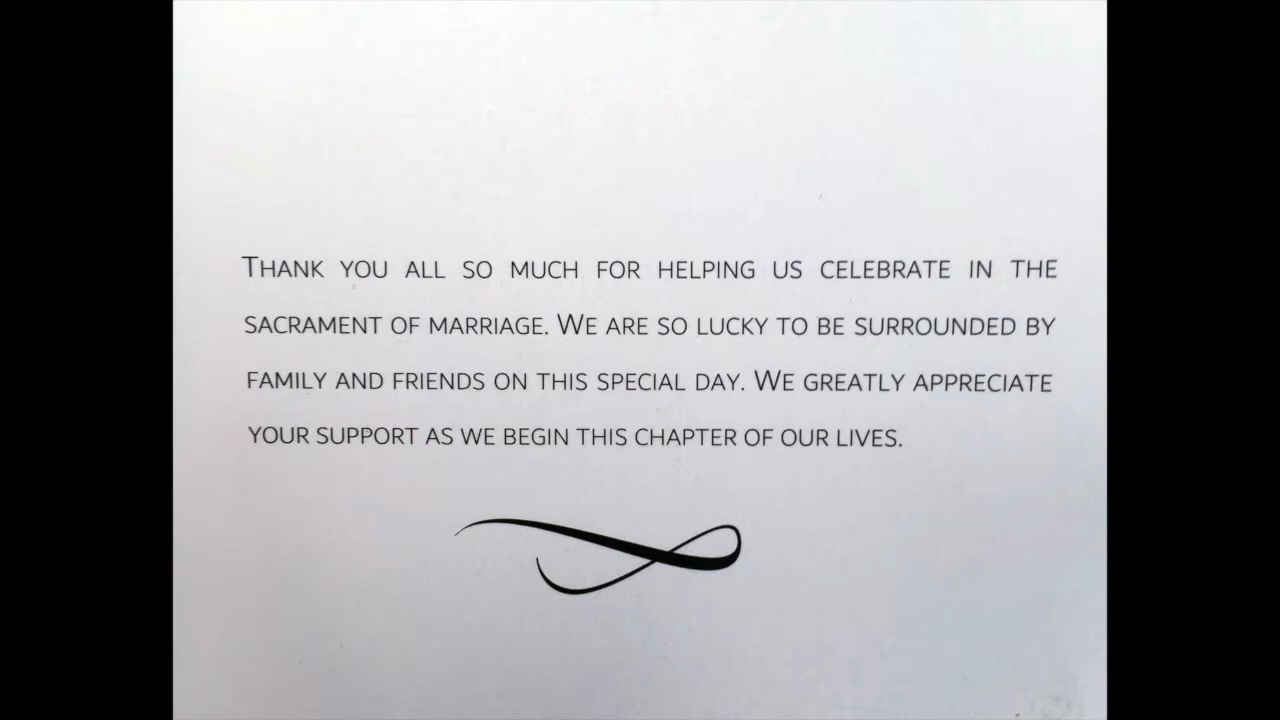 Thank you all so much for helping us celebrate in the
sacrament of marriage. We are so lucky to be surrounded by
family and friends on this special day. We greatly appreciate
your support as we begin this chapter of our lives.